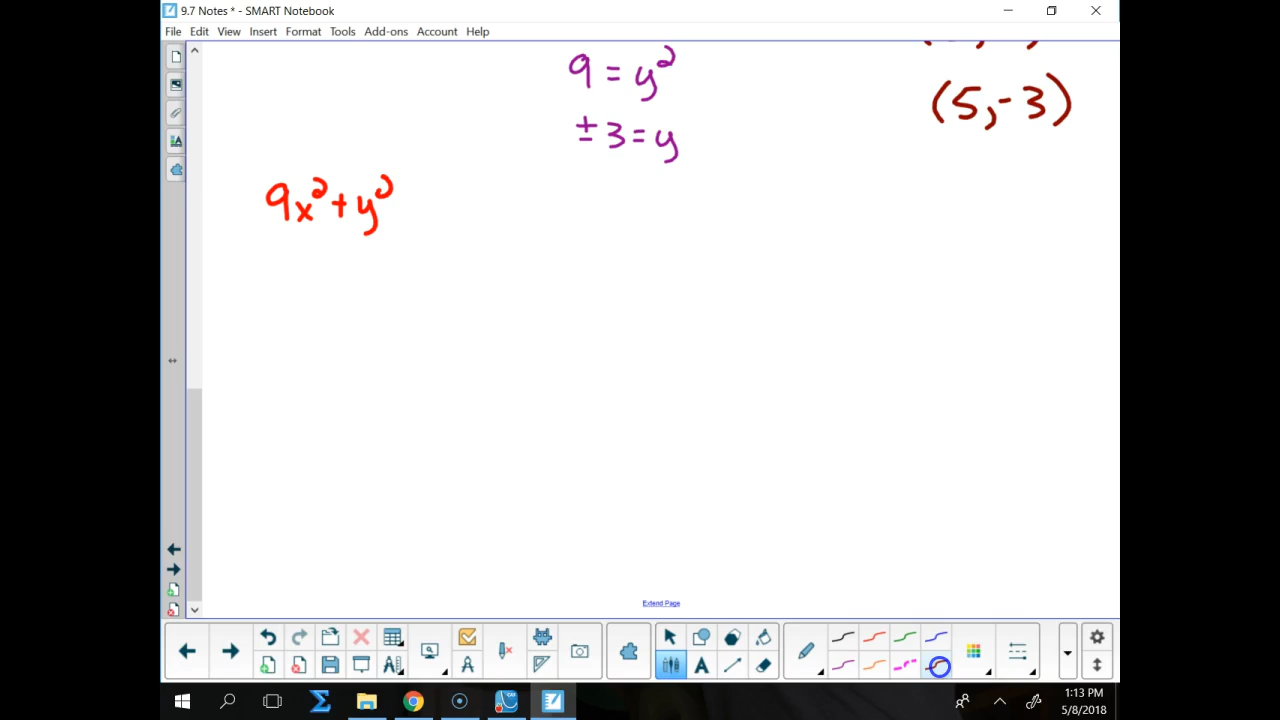 9.7 Notes * - SMART Notebook
File Edit View Insert Format Tools Add-ons Account Help
9 = y²
(5,-3)
± 3 = y
9x² + y²
Extend Page
1:13 PM
5/8/2018